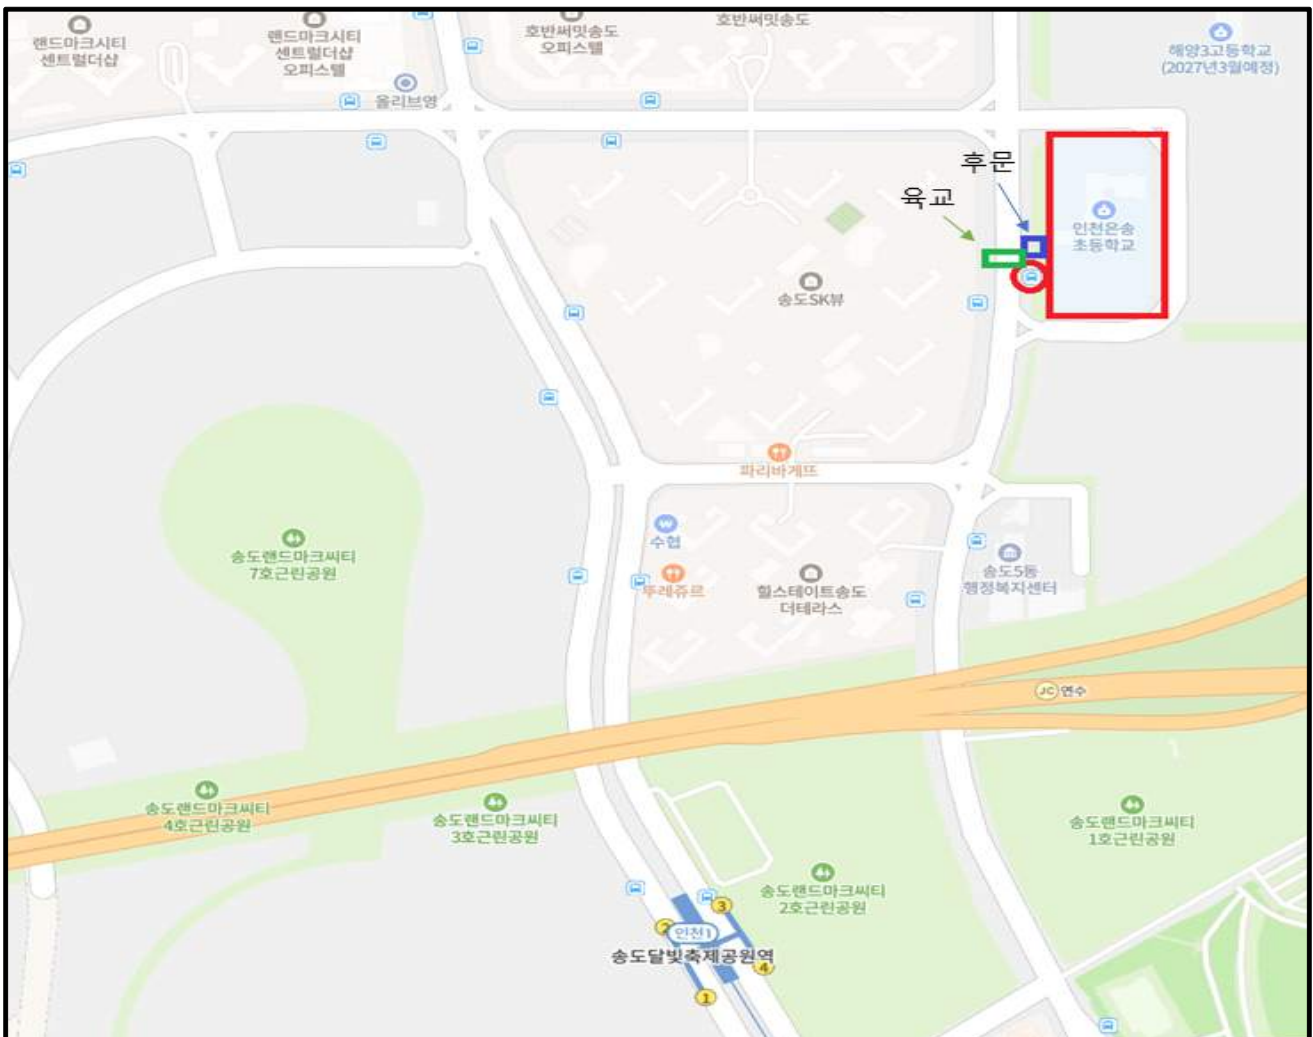 랜드마크시티
센트럴더샵
랜드마크시티
센트럴더샵
오피스텔
올리브영
호반써밋송도
오피스텔
호반써밋송도
해양3고등학교
(2027년3월예정)
후문
육교
인천은송
초등학교
송도SK뷰
파리바게뜨
수협
뚜레쥬르
힐스테이트송도
더테라스
송도5동
행정복지센터
송도랜드마크씨티
7호근린공원
JC 연수
송도랜드마크씨티
4호근린공원
송도랜드마크씨티
3호근린공원
송도랜드마크씨티
1호근린공원
송도랜드마크씨티
2호근린공원
3
2
인천1
송도달빛축제공원역
4
1